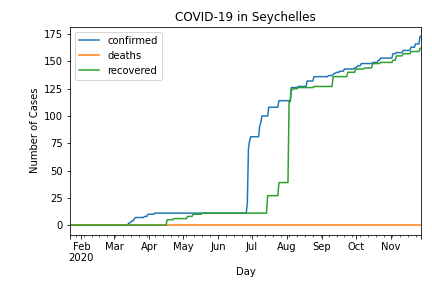 COVID-19 in Seychelles
confirmed
deaths
recovered
Number of Cases
175
150
125
100
75
50
25
0
Feb Mar Apr May Jun Jul Aug Sep Oct Nov
2020
Day